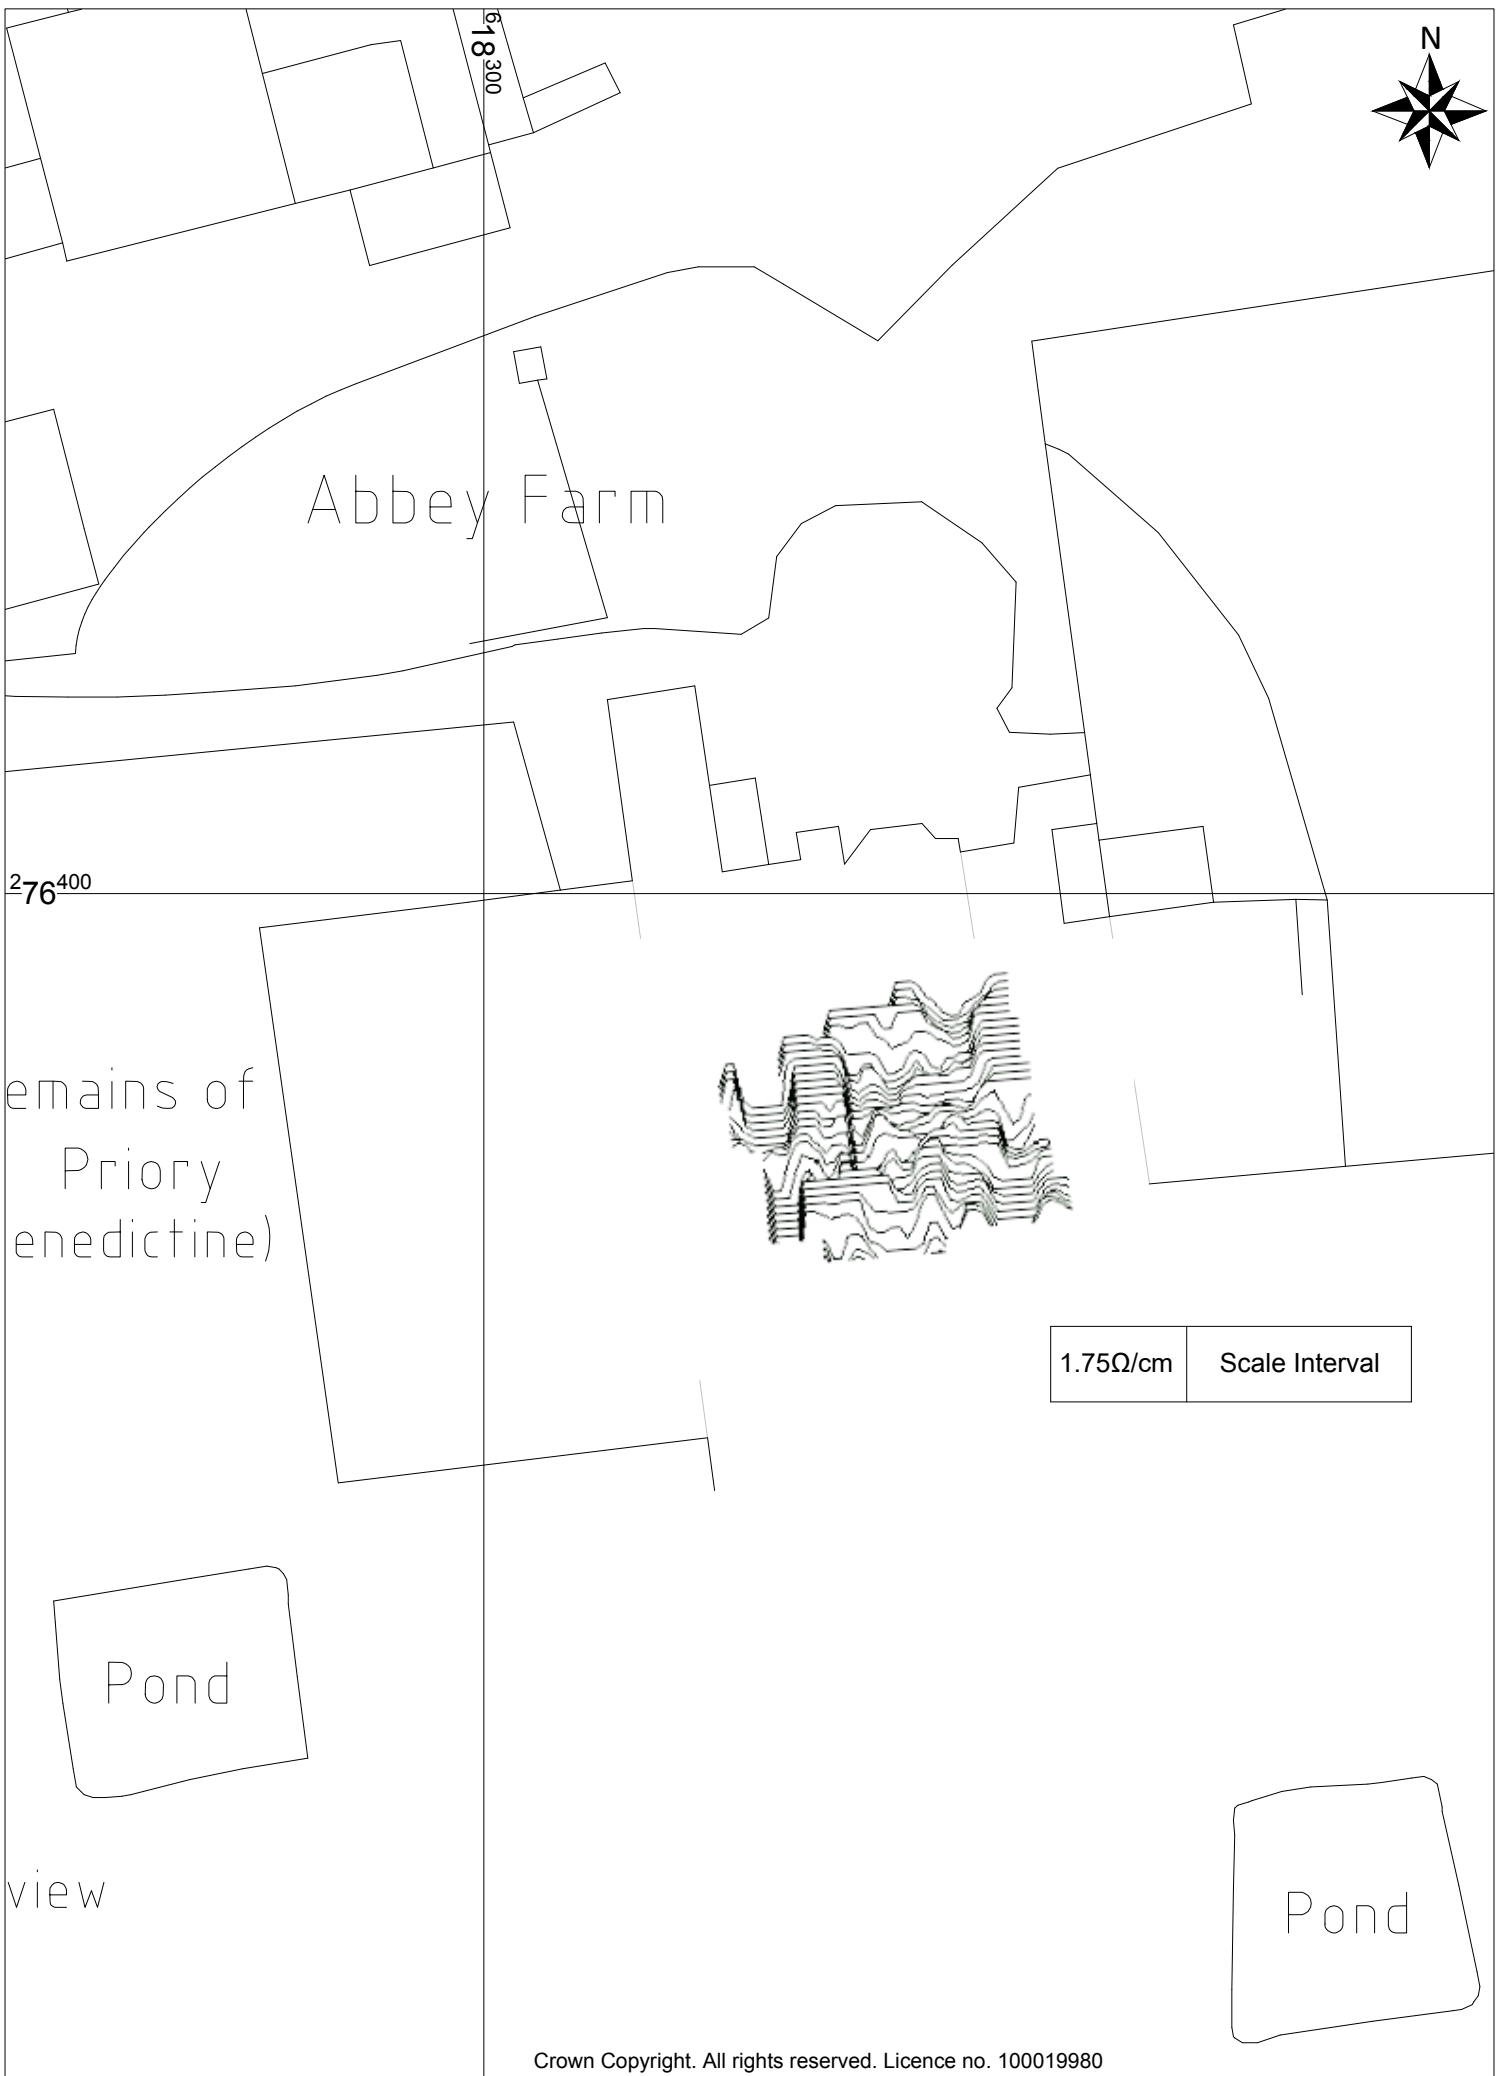 618300
N
Abbey Farm
276400
emains of
Priory
enedictine)
1.75Ω/cm Scale Interval
Pond
view
Pond
Crown Copyright. All rights reserved. Licence no. 100019980